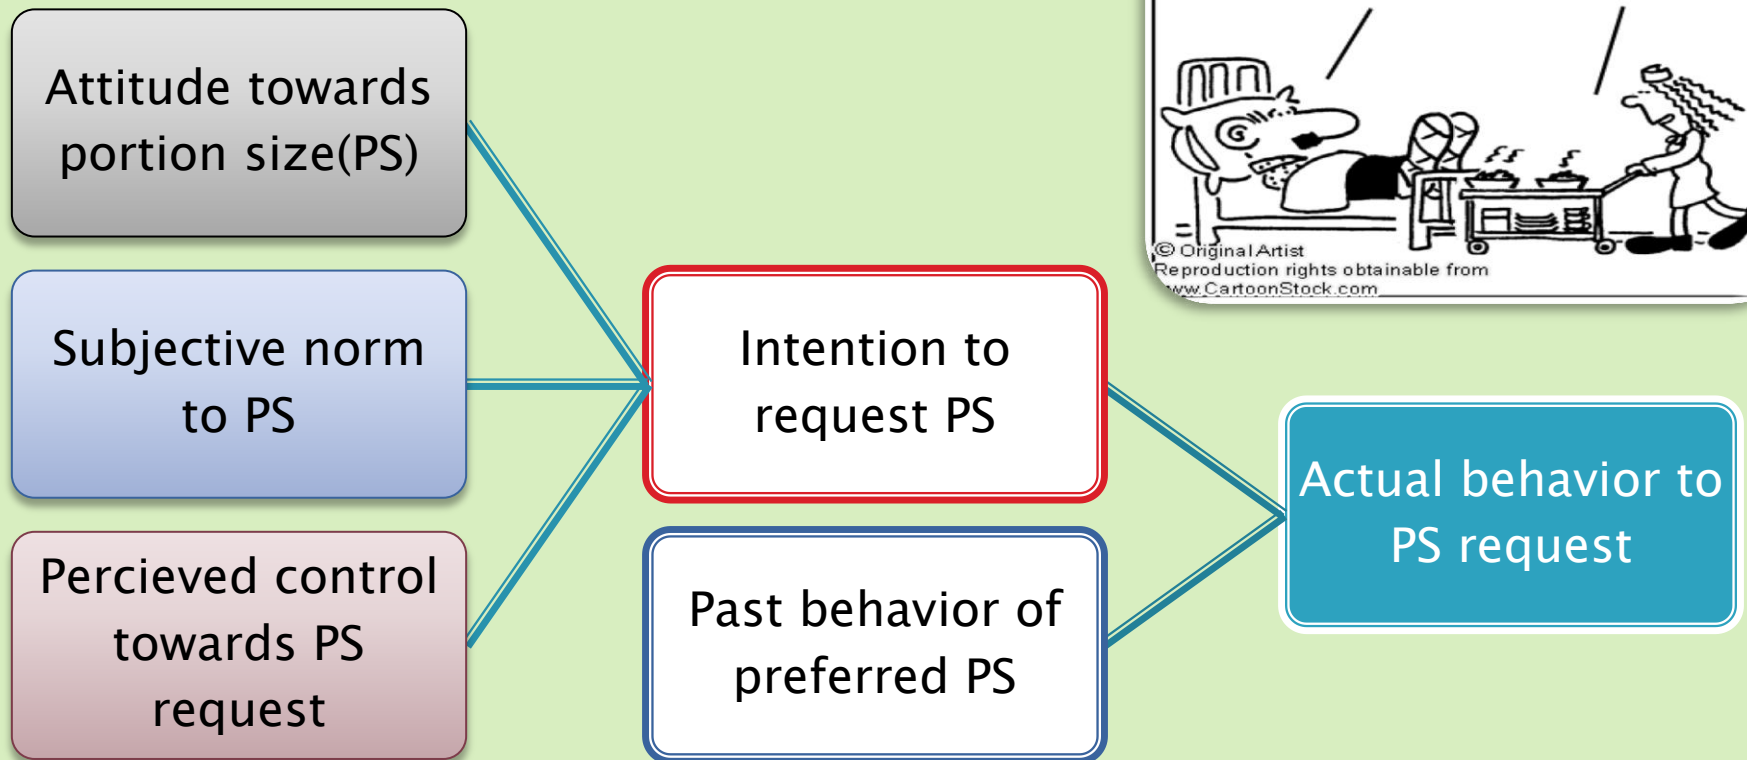 Attitude towards
portion size(PS)
Subjective norm
to PS
Percieved control
towards PS
request
Intention to
request PS
Past behavior of
preferred PS
Actual behavior to
PS request
© Original Artist
Reproduction rights obtainable from
www.CartoonStock.com